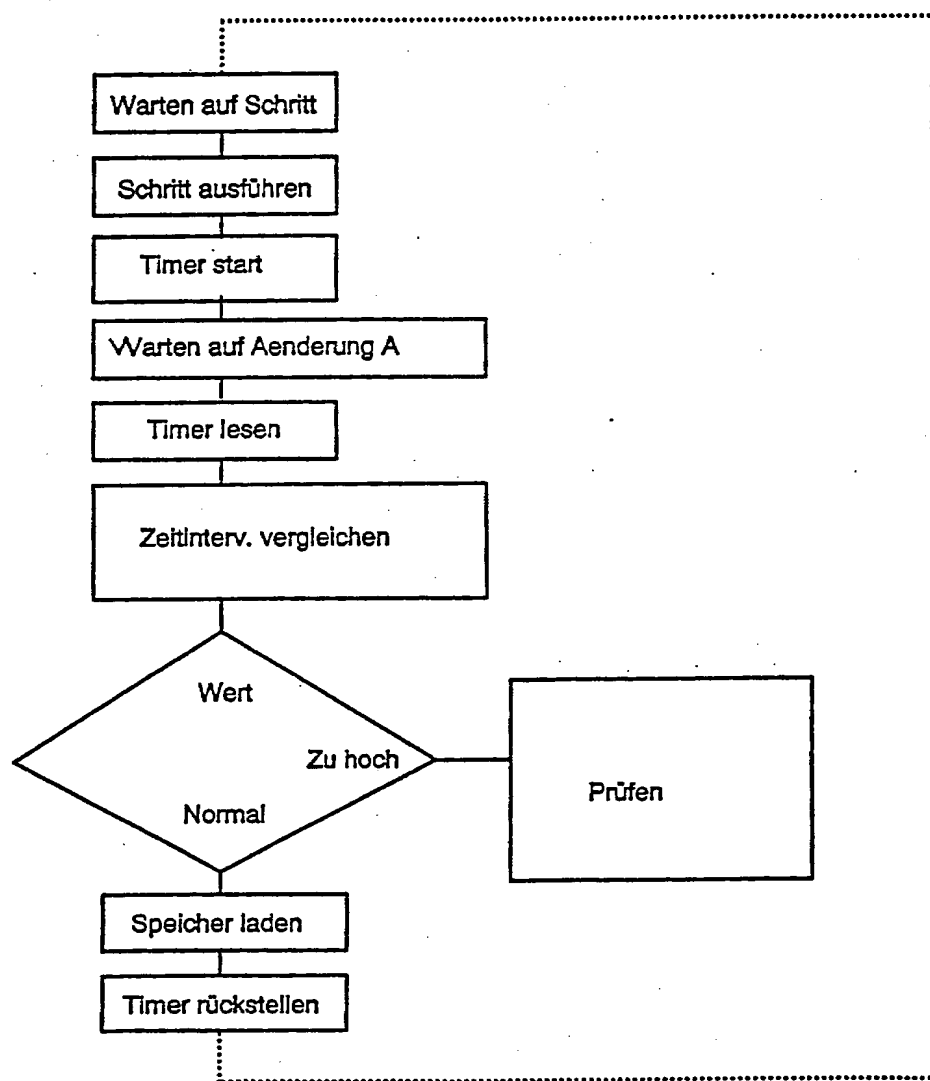 Warten auf Schritt
Schritt ausführen
Timer start
Warten auf Aenderung A
Timer lesen
Zeitinterv. vergleichen
Wert
Zu hoch
Prüfen
Normal
Speicher laden
Timer rückstellen